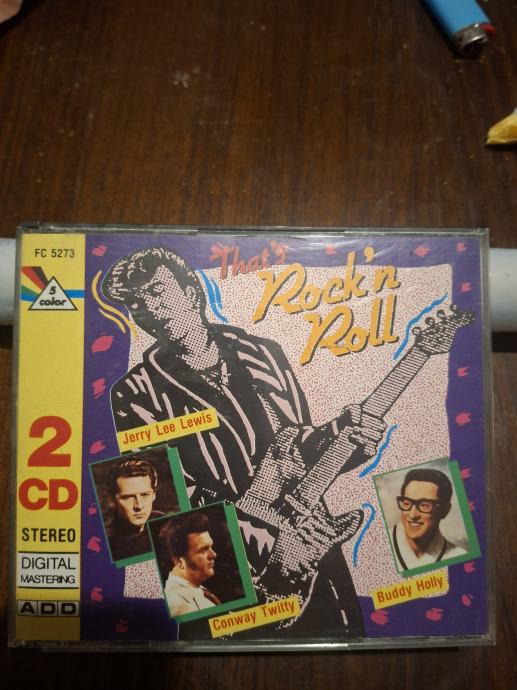 FC 5273
5
color
2
CD
STEREO
DIGITAL
MASTERING
ADD
That's
Rock'n
Roll
Jerry Lee Lewis
Conway Twitty
Buddy Holly